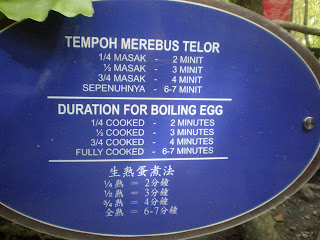 TEMPOH MEREBUS TELOR
1/4 MASAK - 2 MINIT
½ MASAK - 3 MINIT
3/4 MASAK - 4 MINIT
SEPENUHNYA - 6-7 MINIT
DURATION FOR BOILING EGG
1/4 COOKED - 2 MINUTES
½ COOKED - 3 MINUTES
3/4 COOKED - 4 MINUTES
FULLY COOKED - 6-7 MINUTES
生熟蛋煮法
¼熟 = 2分鐘
½熟 = 3分鐘
¾熟 = 4分鐘
全熟 = 6-7分鐘